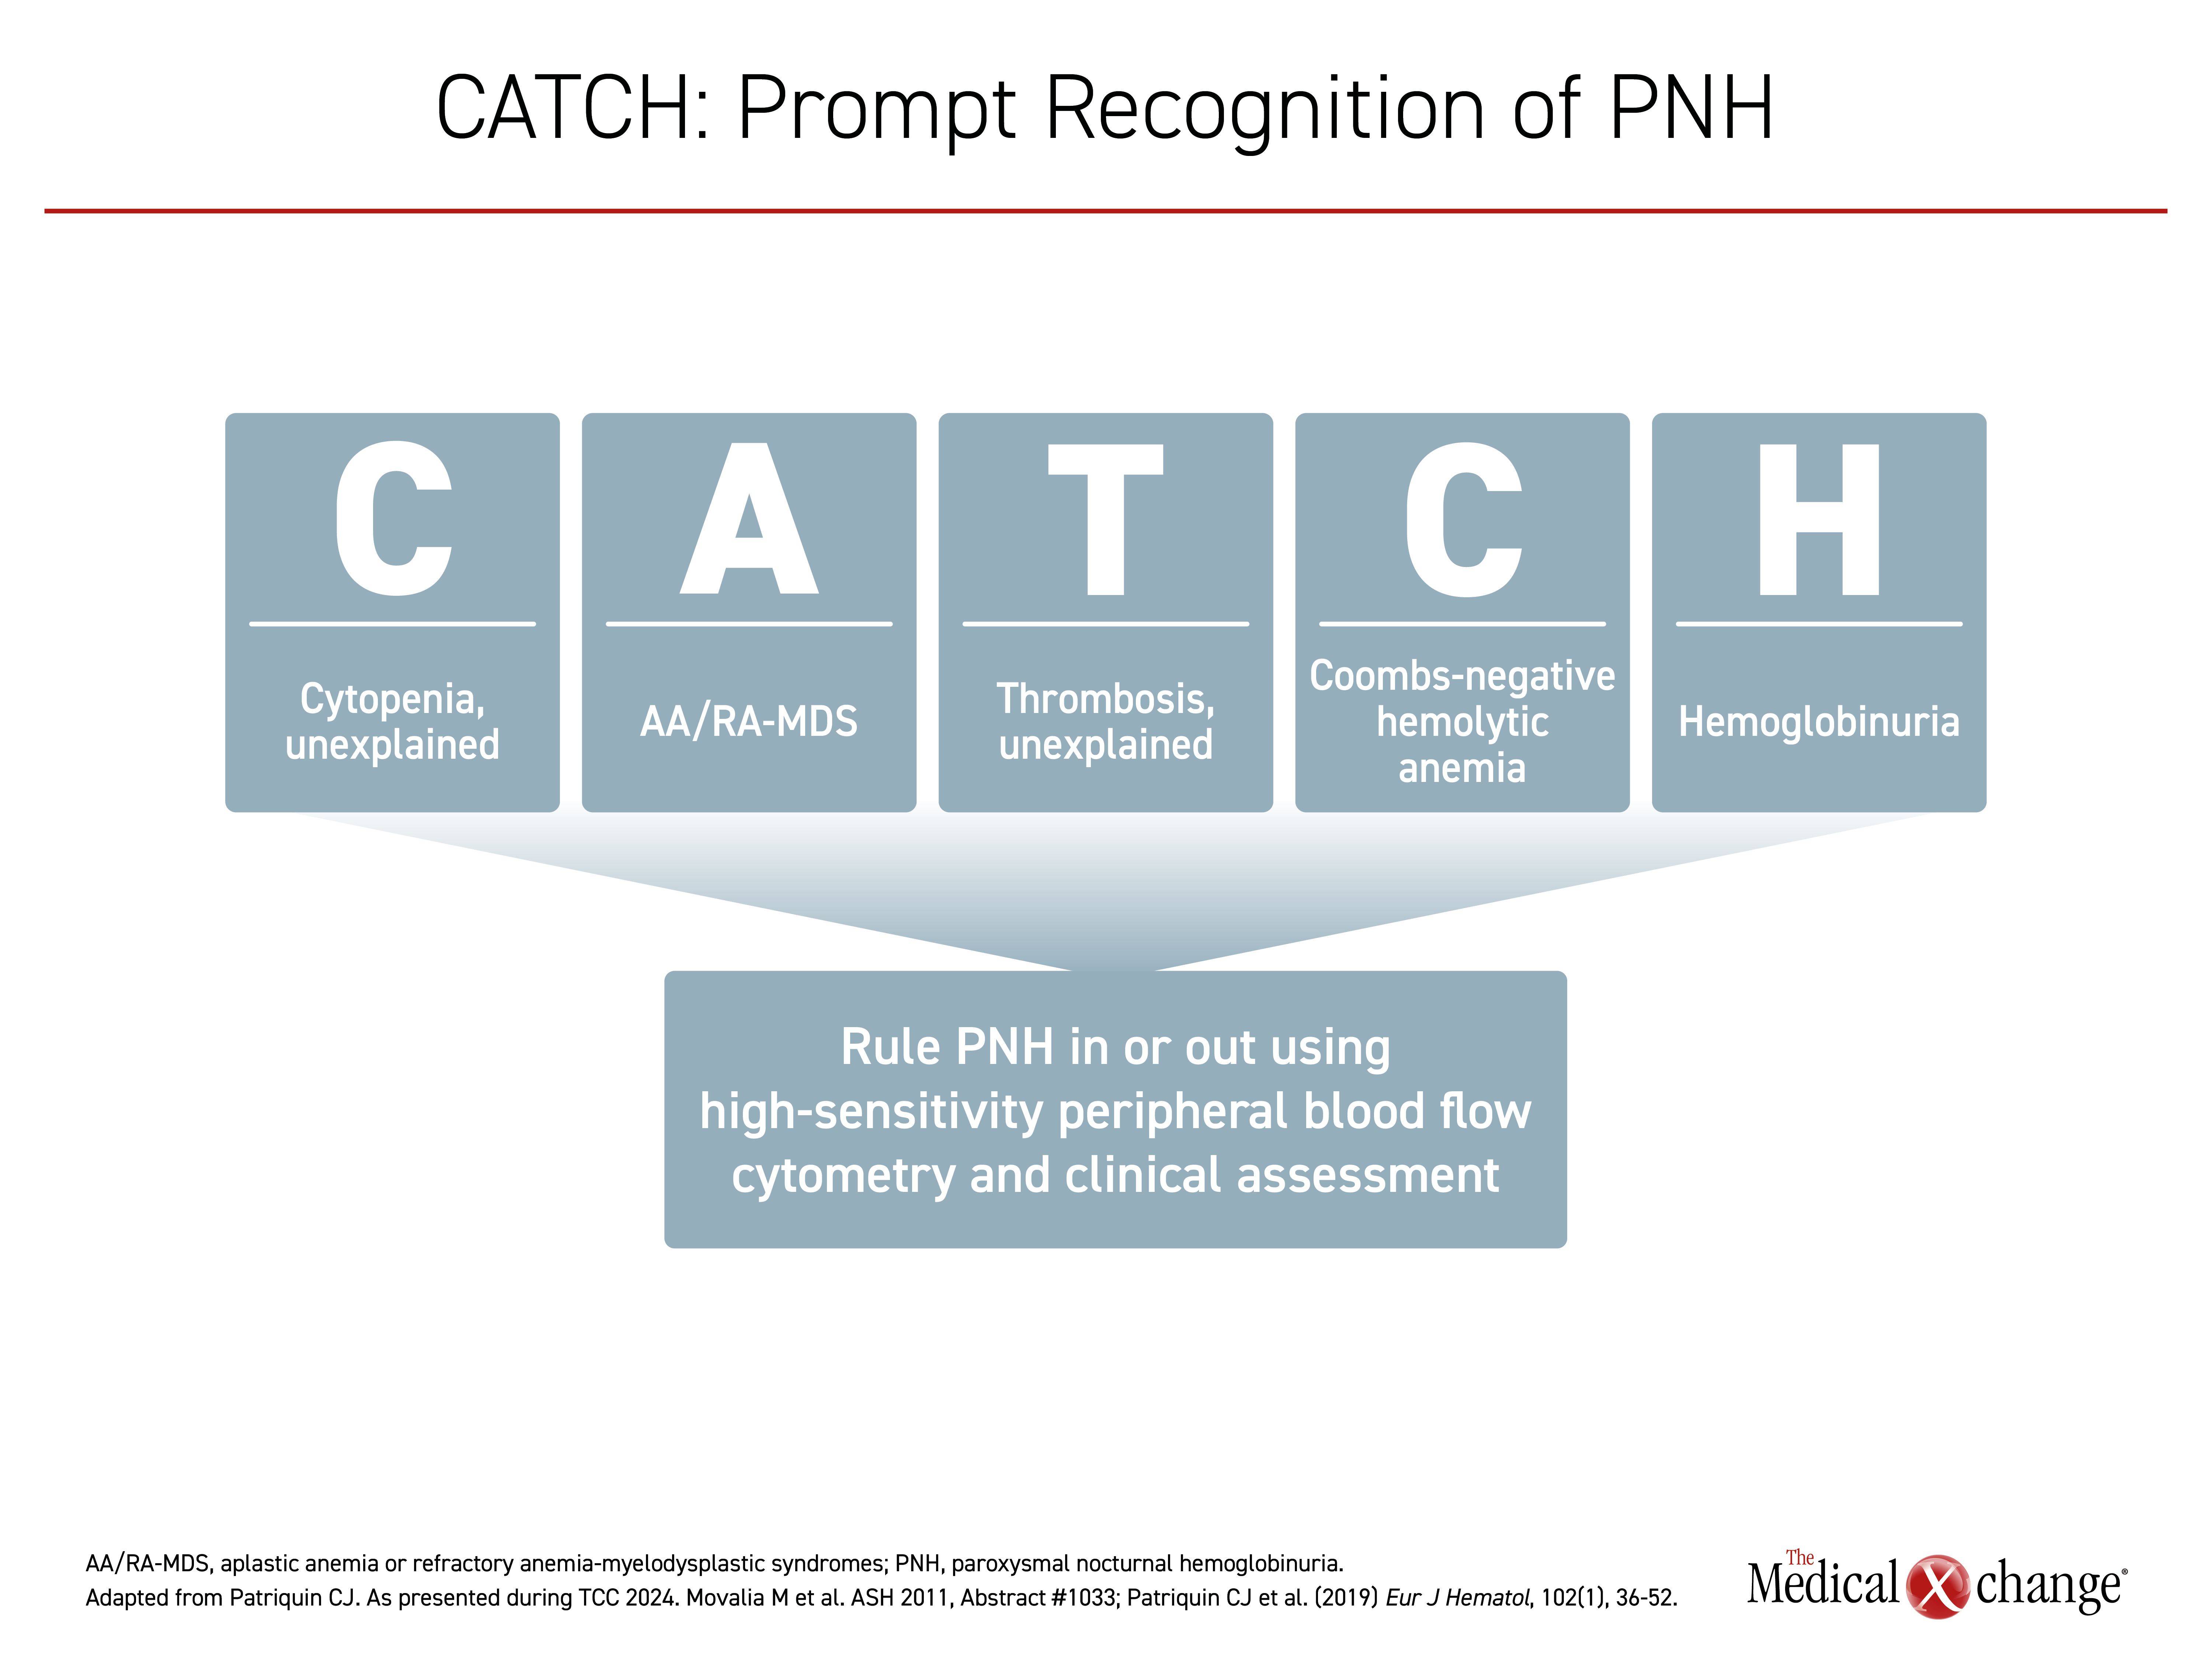 CATCH: Prompt Recognition of PNH
C
Cytopenia,
unexplained
A
AA/RA-MDS
T
Thrombosis,
unexplained
C
Coombs-negative
hemolytic
anemia
H
Hemoglobinuria
Rule PNH in or out using
high-sensitivity peripheral blood flow
cytometry and clinical assessment
AA/RA-MDS, aplastic anemia or refractory anemia-myelodysplastic syndromes; PNH, paroxysmal nocturnal hemoglobinuria.
Adapted from Patriquin CJ. As presented during TCC 2024. Movalia M et al. ASH 2011, Abstract #1033; Patriquin CJ et al. (2019) Eur J Hematol, 102(1), 36-52.
The
Medical Xchange®